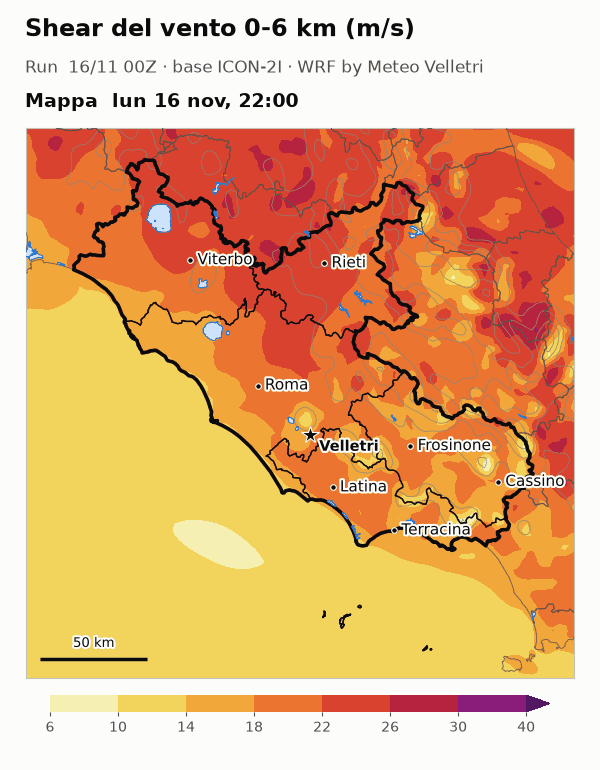 Shear del vento 0-6 km (m/s)
Run  16/11 00Z · base ICON-2I · WRF by Meteo Velletri
Mappa  lun 16 nov, 22:00
Viterbo
Rieti
Roma
Velletri
Frosinone
Cassino
Latina
Terracina
50 km
6 10 14 18 22 26 30 40